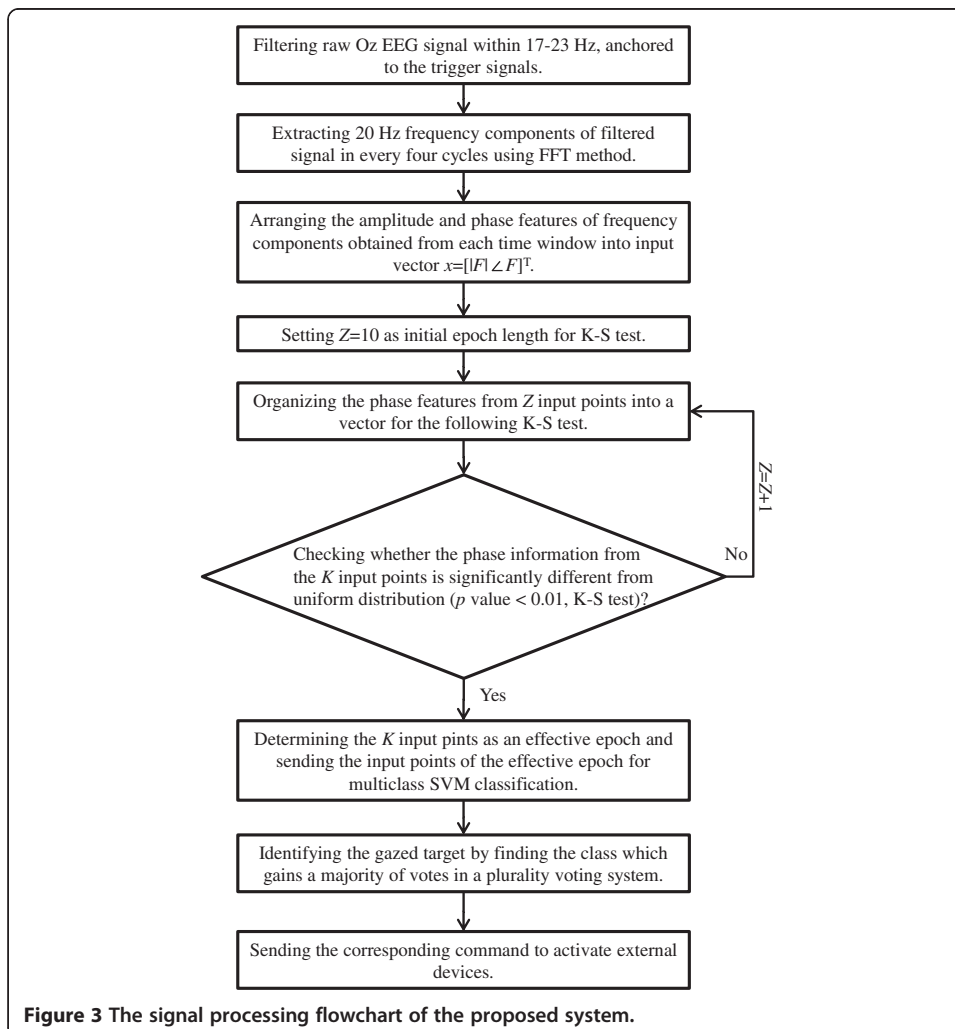 Filtering raw Oz EEG signal within 17-23 Hz, anchored
to the trigger signals.
Extracting 20 Hz frequency components of filtered
signal in every four cycles using FFT method.
Arranging the amplitude and phase features of frequency
components obtained from each time window into input
vector x=[|F| ∠F]ᵀ.
Setting Z=10 as initial epoch length for K-S test.
Organizing the phase features from Z input points into a
vector for the following K-S test.
Z=Z+1
Checking whether the phase information from
the K input points is significantly different from
uniform distribution (p value < 0.01, K-S test)?
No
Yes
Determining the K input pints as an effective epoch and
sending the input points of the effective epoch for
multiclass SVM classification.
Identifying the gazed target by finding the class which
gains a majority of votes in a plurality voting system.
Sending the corresponding command to activate external
devices.
Figure 3 The signal processing flowchart of the proposed system.